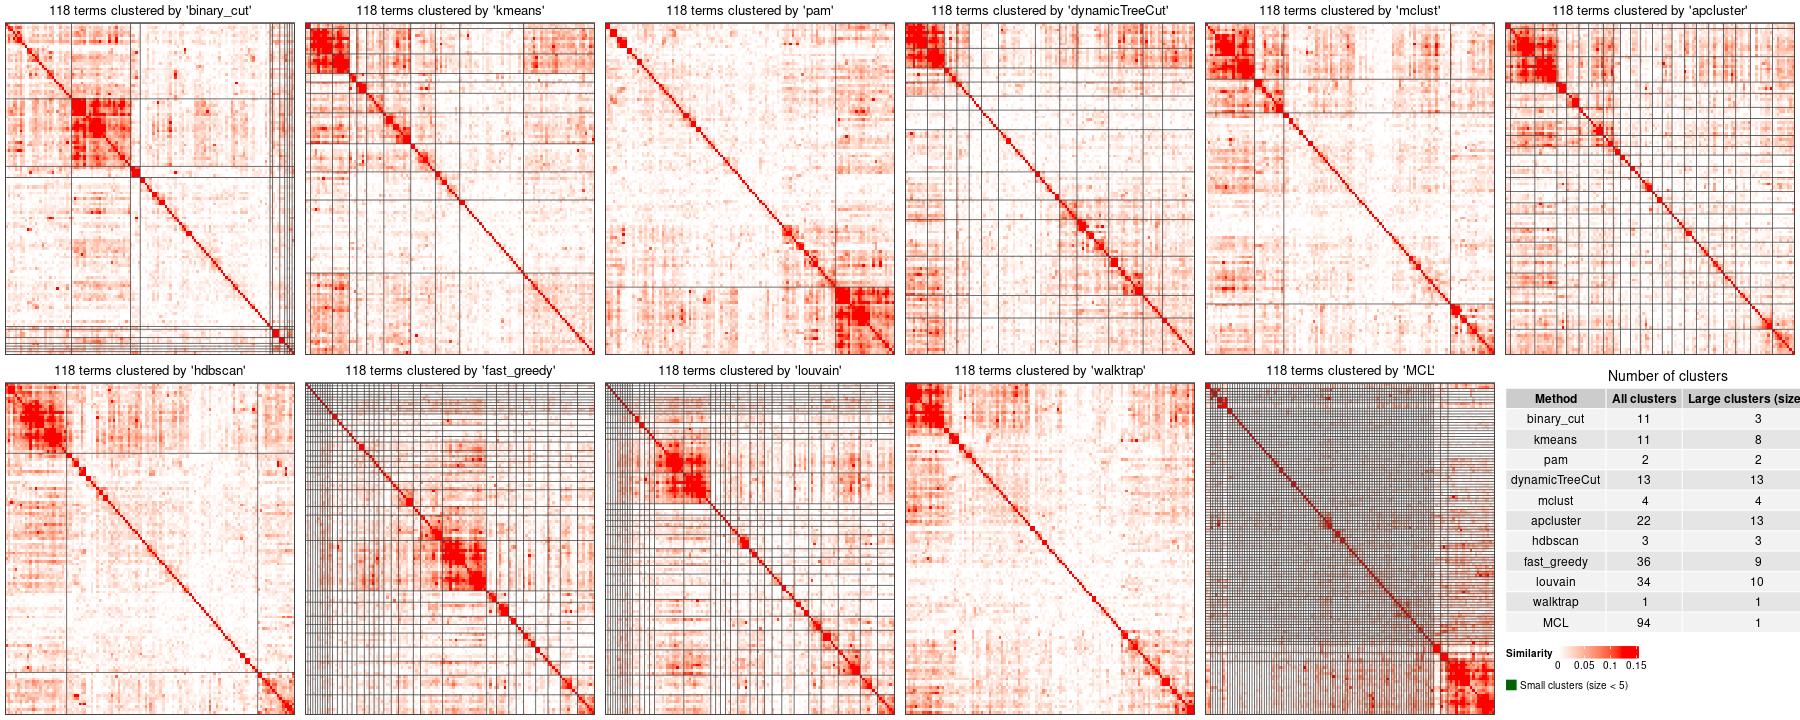 118 terms clustered by 'binary_cut'
118 terms clustered by 'kmeans'
118 terms clustered by 'pam'
118 terms clustered by 'dynamicTreeCut'
118 terms clustered by 'mclust'
118 terms clustered by 'apcluster'
118 terms clustered by 'hdbscan'
118 terms clustered by 'fast_greedy'
118 terms clustered by 'louvain'
118 terms clustered by 'walktrap'
118 terms clustered by 'MCL'
Number of clusters
Method All clusters Large clusters (size
binary_cut 11 3
kmeans 11 8
pam 2 2
dynamicTreeCut 13 13
mclust 4 4
apcluster 22 13
hdbscan 3 3
fast_greedy 36 9
louvain 34 10
walktrap 1 1
MCL 94 1
Similarity
0 0.05 0.1 0.15
Small clusters (size < 5)